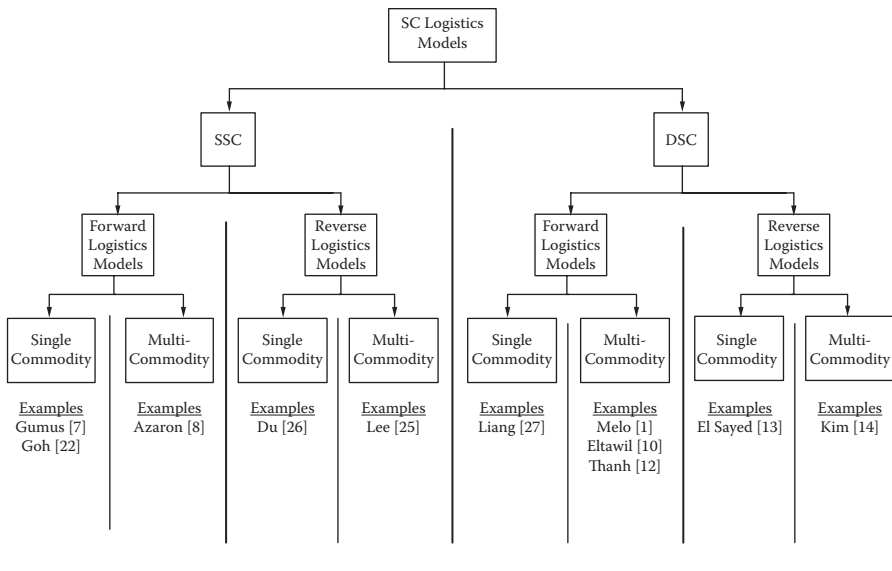 SC Logistics
Models
SSC
DSC
Forward
Logistics
Models
Reverse
Logistics
Models
Forward
Logistics
Models
Reverse
Logistics
Models
Single
Commodity
Multi-
Commodity
Single
Commodity
Multi-
Commodity
Single
Commodity
Multi-
Commodity
Single
Commodity
Multi-
Commodity
Examples
Gumus [7]
Goh [22]
Examples
Azaron [8]
Examples
Du [26]
Examples
Lee [25]
Examples
Liang [27]
Examples
Melo [1]
Eltawil [10]
Thanh [12]
Examples
El Sayed [13]
Examples
Kim [14]